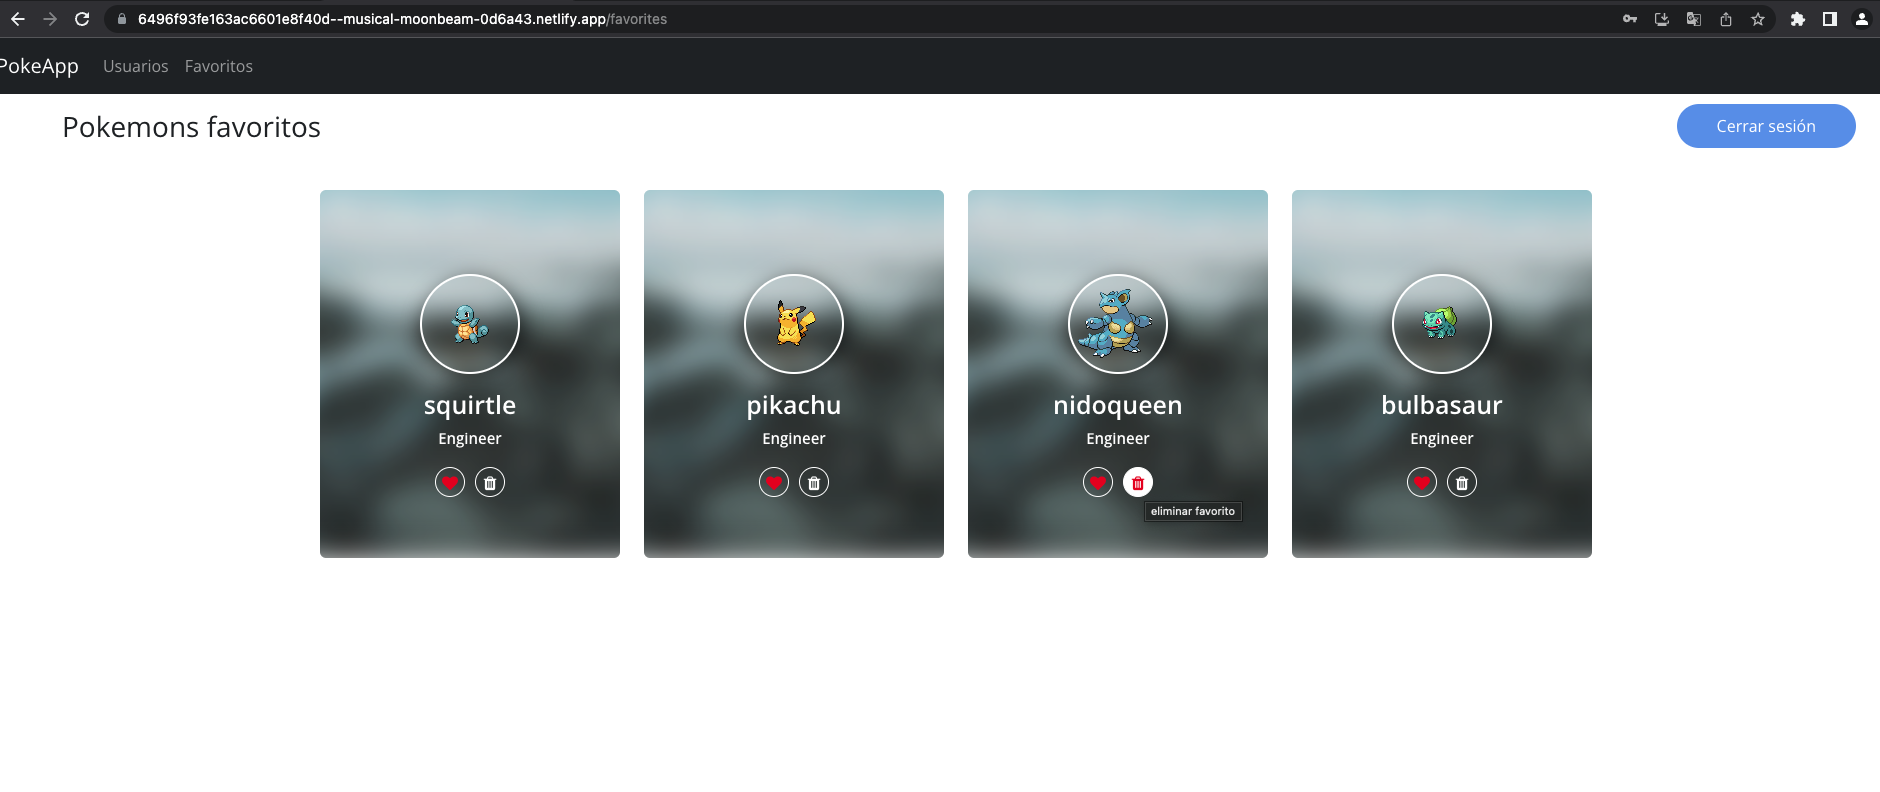 6496f93fe163ac6601e8f40d--musical-moonbeam-0d6a43.netlify.app/favorites
PokeApp Usuarios Favoritos
Pokemons favoritos
Cerrar sesión
squirtle
Engineer
pikachu
Engineer
nidoqueen
Engineer
eliminar favorito
bulbasaur
Engineer